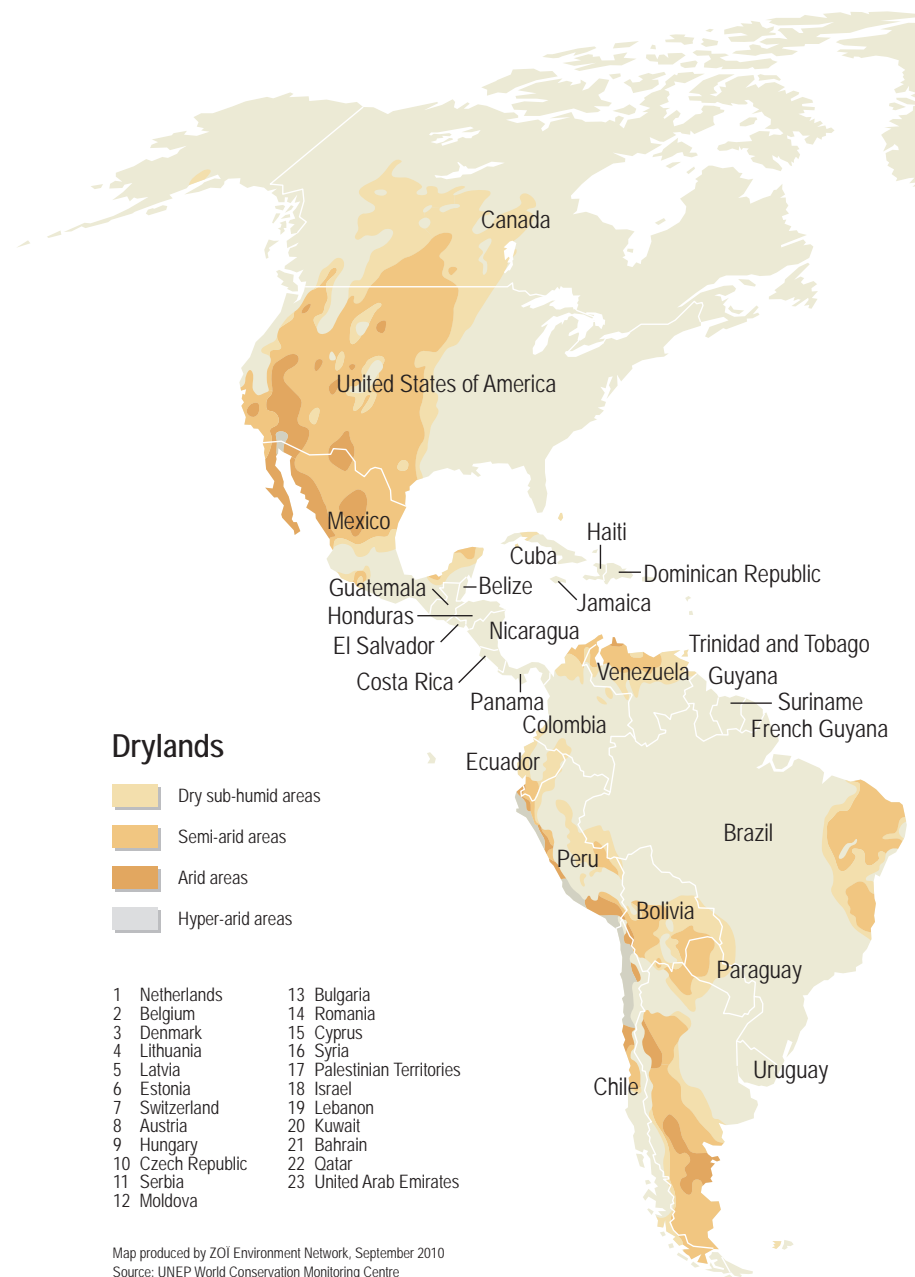 Canada
United States of America
Mexico
Haiti
Cuba
Dominican Republic
Guatemala
Belize
Jamaica
Honduras
Nicaragua
El Salvador
Trinidad and Tobago
Costa Rica
Venezuela
Guyana
Panama
Suriname
Colombia
French Guyana
Ecuador
Brazil
Peru
Bolivia
Paraguay
Uruguay
Chile
Drylands
Dry sub-humid areas
Semi-arid areas
Arid areas
Hyper-arid areas
1 Netherlands
2 Belgium
3 Denmark
4 Lithuania
5 Latvia
6 Estonia
7 Switzerland
8 Austria
9 Hungary
10 Czech Republic
11 Serbia
12 Moldova
13 Bulgaria
14 Romania
15 Cyprus
16 Syria
17 Palestinian Territories
18 Israel
19 Lebanon
20 Kuwait
21 Bahrain
22 Qatar
23 United Arab Emirates
Map produced by ZOÏ Environment Network, September 2010
Source: UNEP World Conservation Monitoring Centre